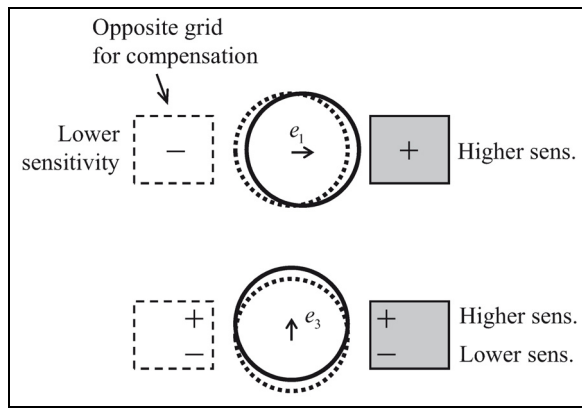 Opposite grid
for compensation
Lower
sensitivity
−
e₁
+
Higher sens.
+
−
e₃
+
−
Higher sens.
Lower sens.